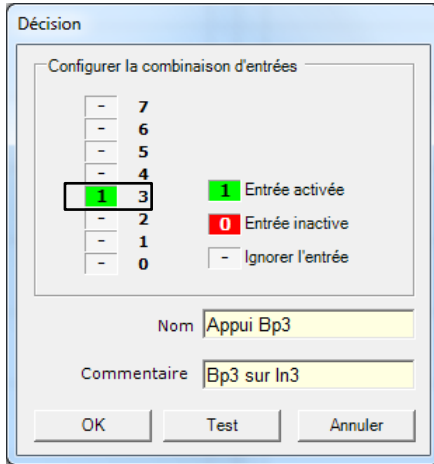 Décision
Configurer la combinaison d'entrées
- 7
- 6
- 5
- 4
1 3
- 2
- 1
- 0
1 Entrée activée
0 Entrée inactive
- Ignorer l'entrée
Nom Appui Bp3
Commentaire Bp3 sur In3
OK Test Annuler